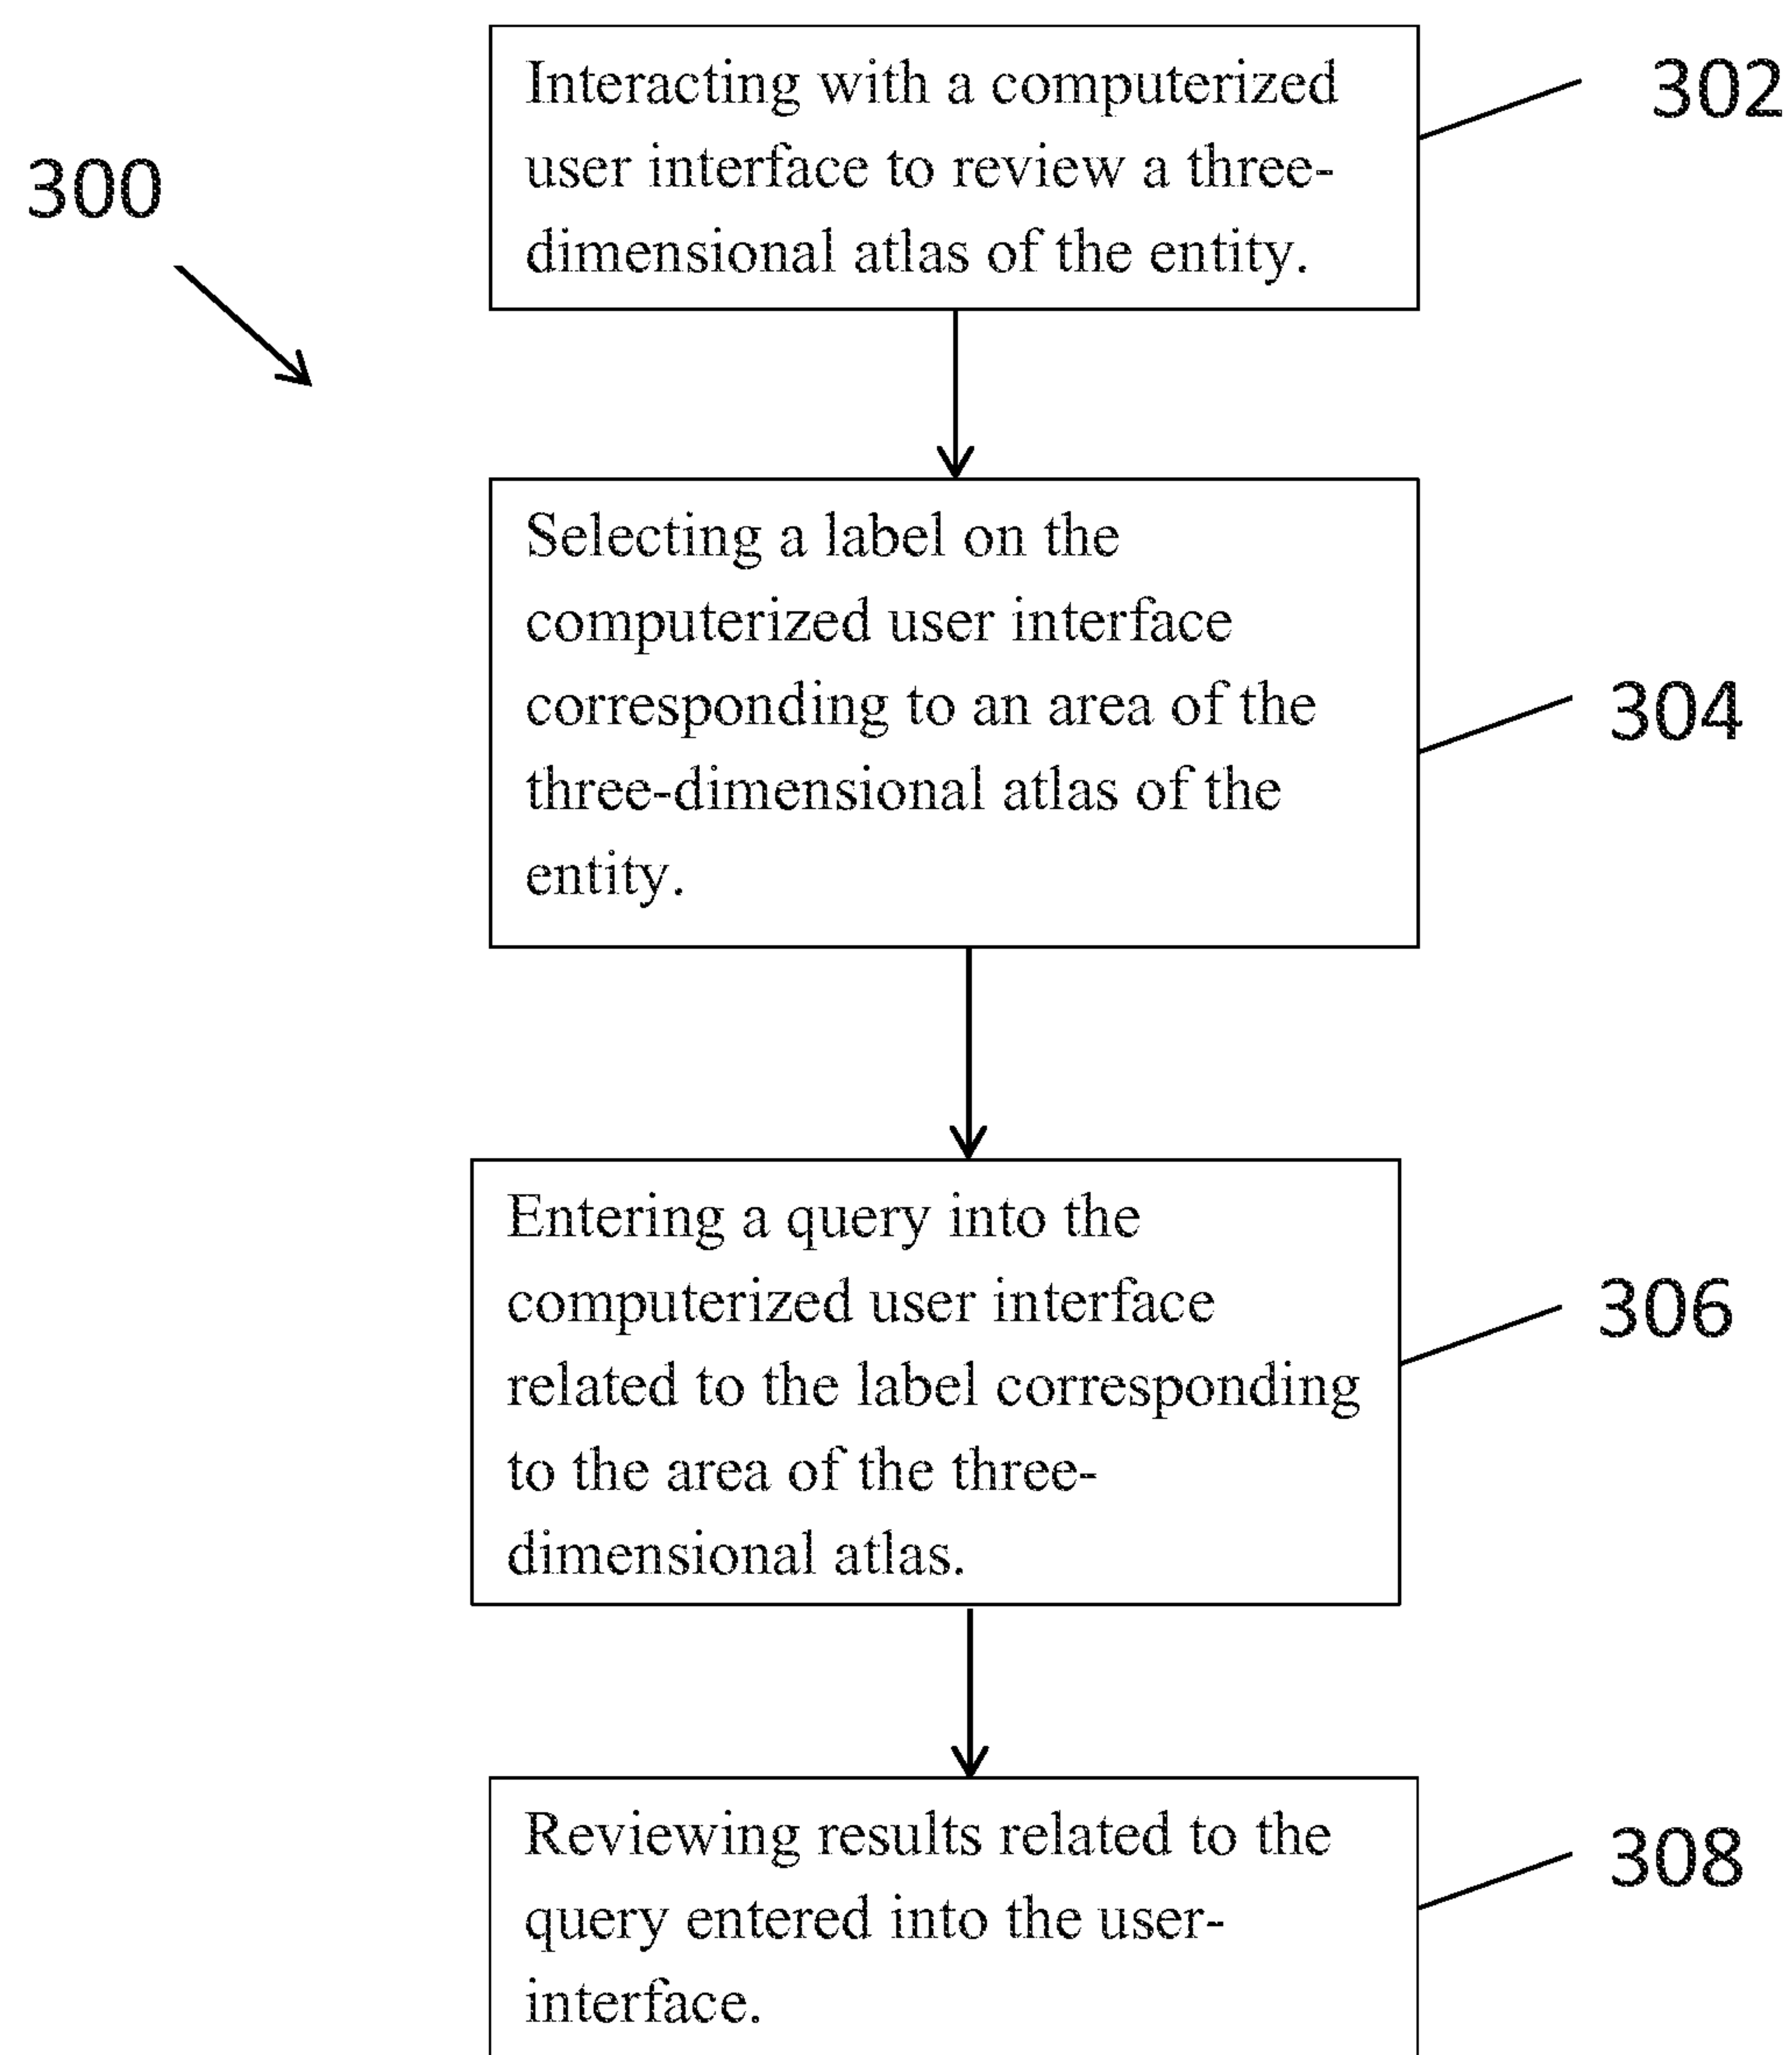 300
Interacting with a computerized
user interface to review a three-
dimensional atlas of the entity.
302
Selecting a label on the
computerized user interface
corresponding to an area of the
three-dimensional atlas of the
entity.
304
Entering a query into the
computerized user interface
related to the label corresponding
to the area of the three-
dimensional atlas.
306
Reviewing results related to the
query entered into the user-
interface.
308